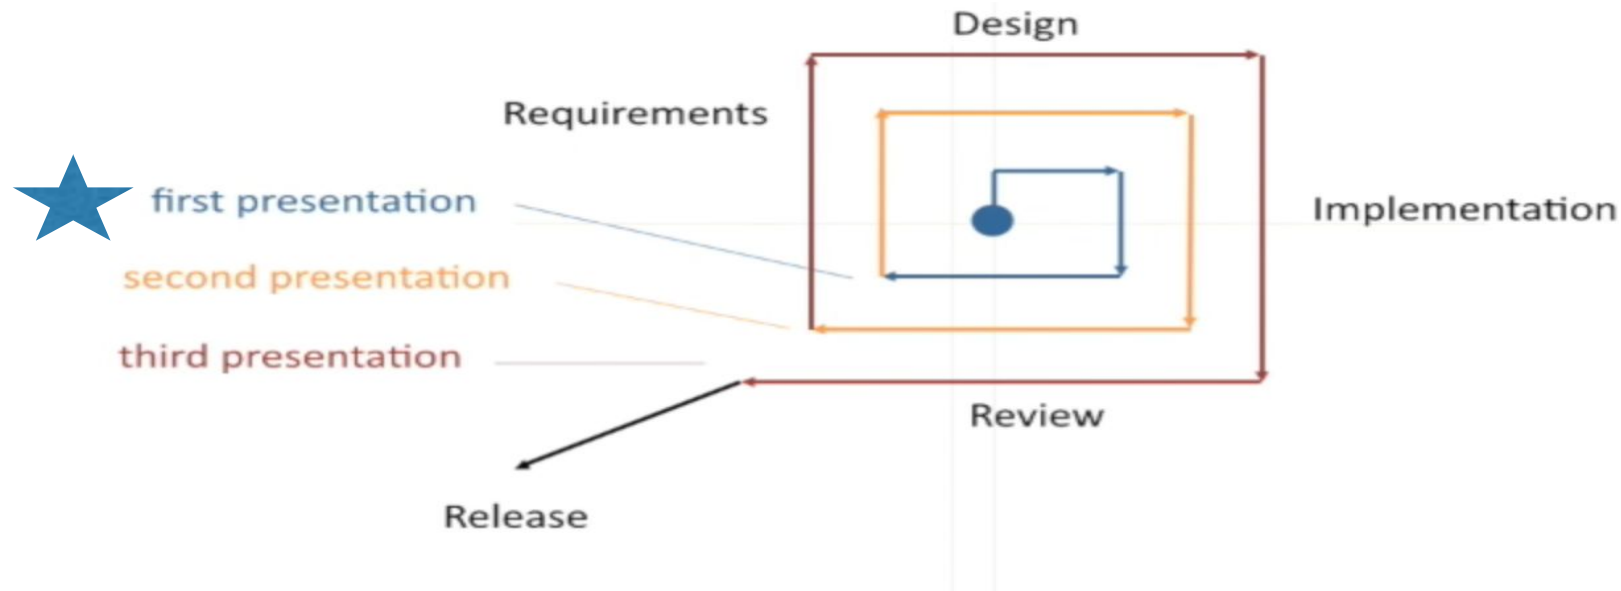 Design
Requirements
first presentation
Implementation
second presentation
third presentation
Review
Release